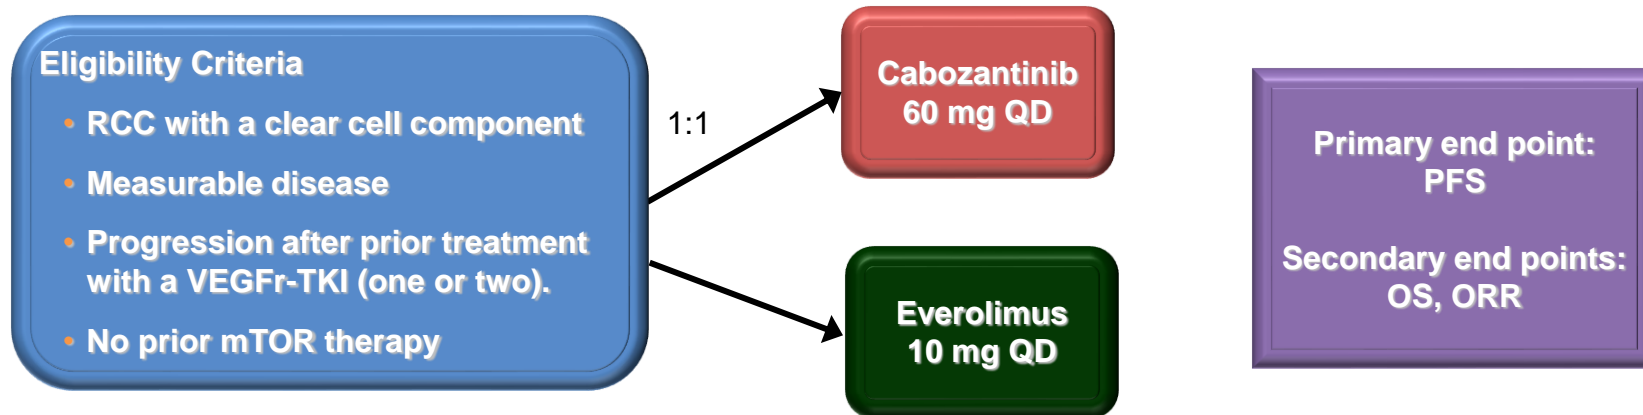 Eligibility Criteria
• RCC with a clear cell component
• Measurable disease
• Progression after prior treatment
with a VEGFr-TKI (one or two).
• No prior mTOR therapy
1:1
Cabozantinib
60 mg QD
Everolimus
10 mg QD
Primary end point:
PFS
Secondary end points:
OS, ORR